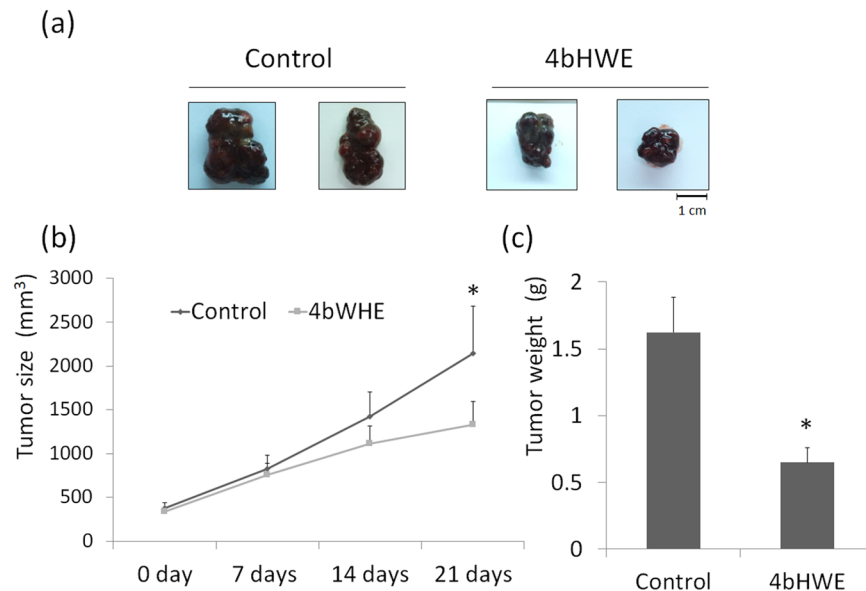 (a)
Control
4bHWE
1 cm
(b)
Tumor size (mm³)
3000
2500
2000
1500
1000
500
0
Control
4bWHE
*
0 day
7 days
14 days
21 days
(c)
Tumor weight (g)
2
1.5
1
0.5
0
*
Control
4bHWE